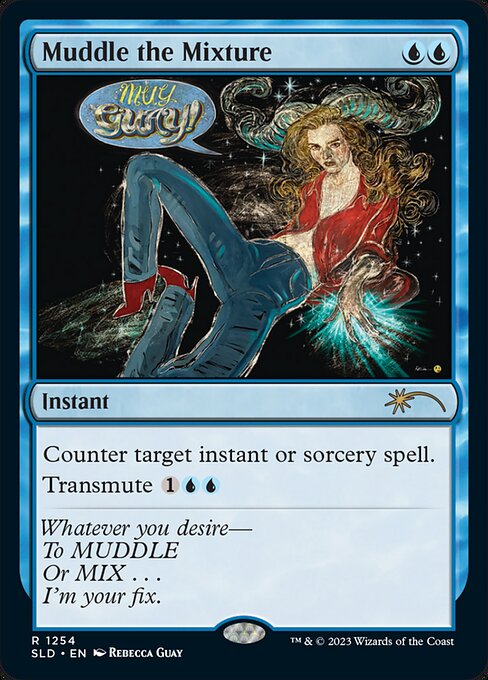 Muddle the Mixture
MUY
GUAY!
Instant
Counter target instant or sorcery spell.
Transmute 1
Whatever you desire—
To MUDDLE
Or MIX . . .
I'm your fix.
R 1254
SLD • EN Rebecca Guay
™ & © 2023 Wizards of the Coast